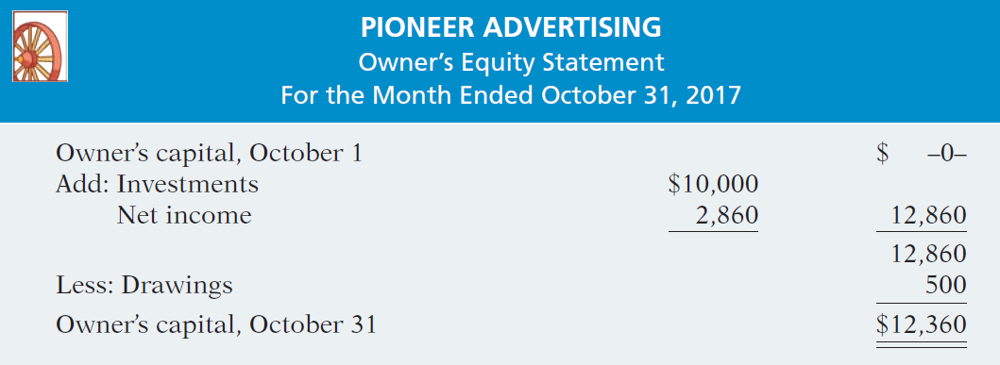 PIONEER ADVERTISING
Owner’s Equity Statement
For the Month Ended October 31, 2017
Owner’s capital, October 1 $ –0–
Add: Investments $10,000
Net income 2,860 12,860
12,860
Less: Drawings 500
Owner’s capital, October 31 $12,360